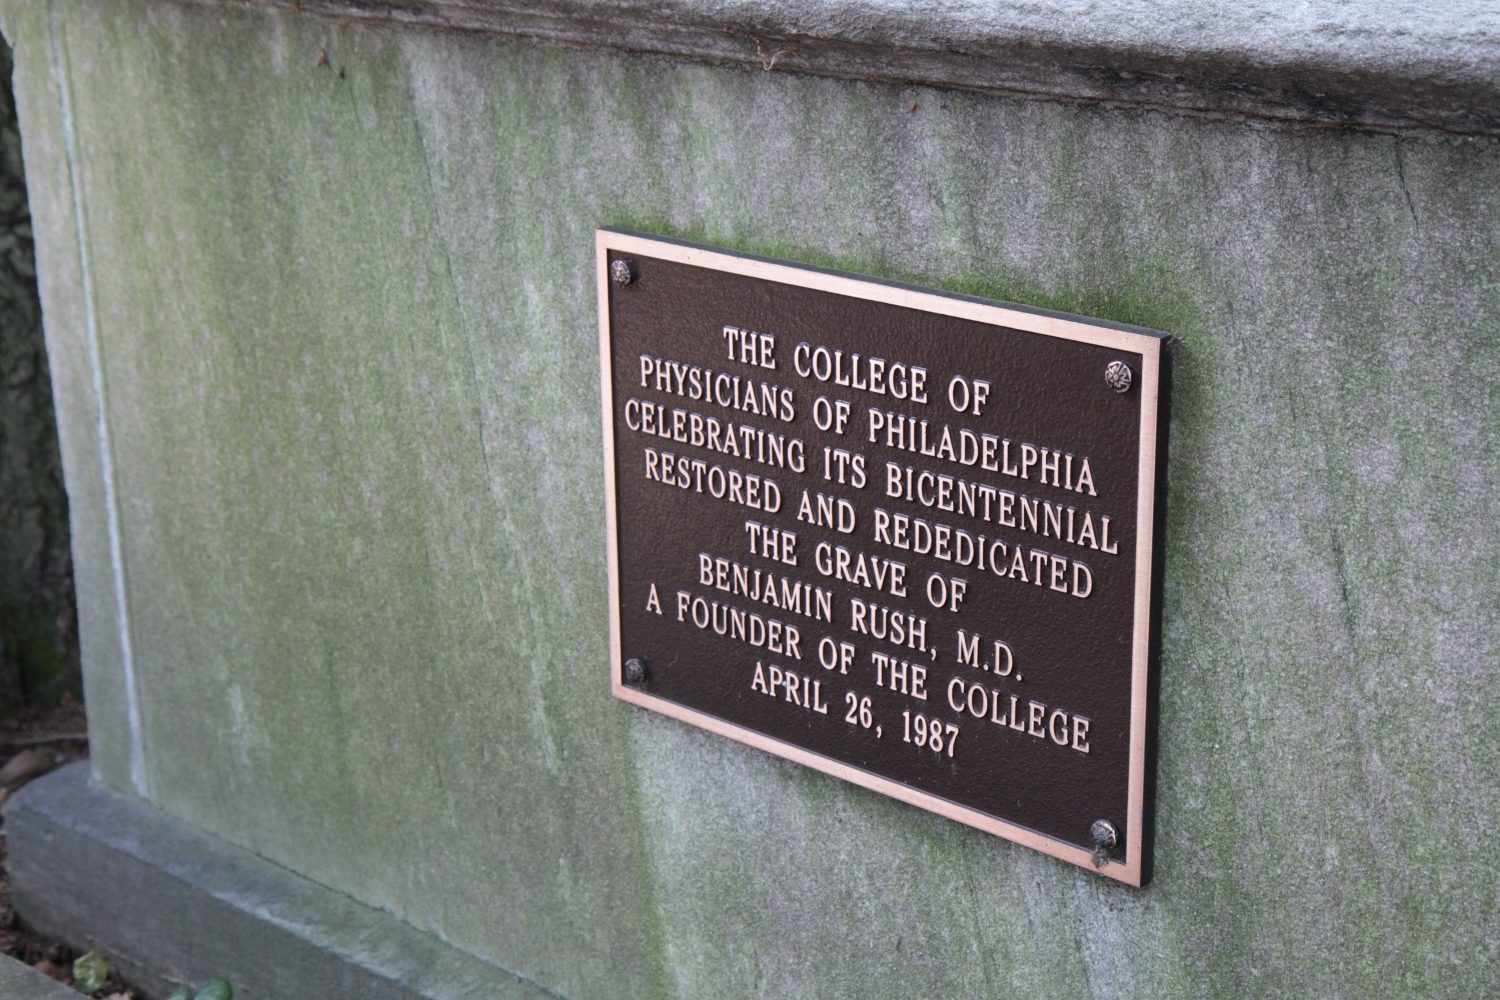 THE COLLEGE OF
PHYSICIANS OF PHILADELPHIA
CELEBRATING ITS BICENTENNIAL
RESTORED AND REDEDICATED
THE GRAVE OF
BENJAMIN RUSH, M.D.
A FOUNDER OF THE COLLEGE
APRIL 26, 1987